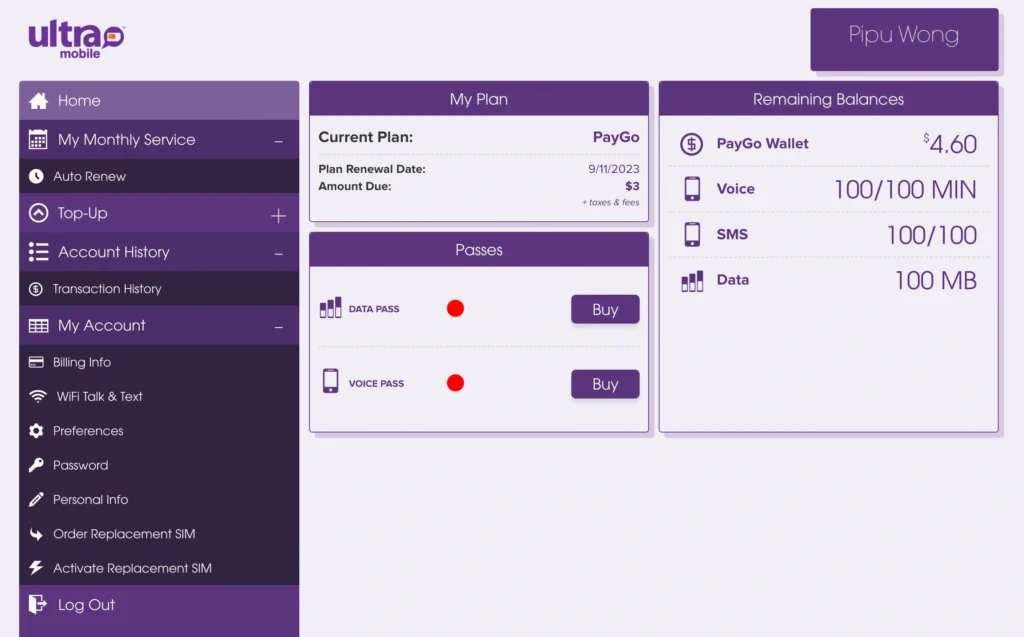 ultra
mobile
Pipu Wong
Home
My Monthly Service
Auto Renew
Top-Up
Account History
Transaction History
My Account
Billing Info
WiFi Talk & Text
Preferences
Password
Personal Info
Order Replacement SIM
Activate Replacement SIM
Log Out
My Plan
Current Plan: PayGo
Plan Renewal Date: 9/11/2023
Amount Due: $3
+ taxes & fees
Passes
DATA PASS Buy
VOICE PASS Buy
Remaining Balances
PayGo Wallet $4.60
Voice 100/100 MIN
SMS 100/100
Data 100 MB